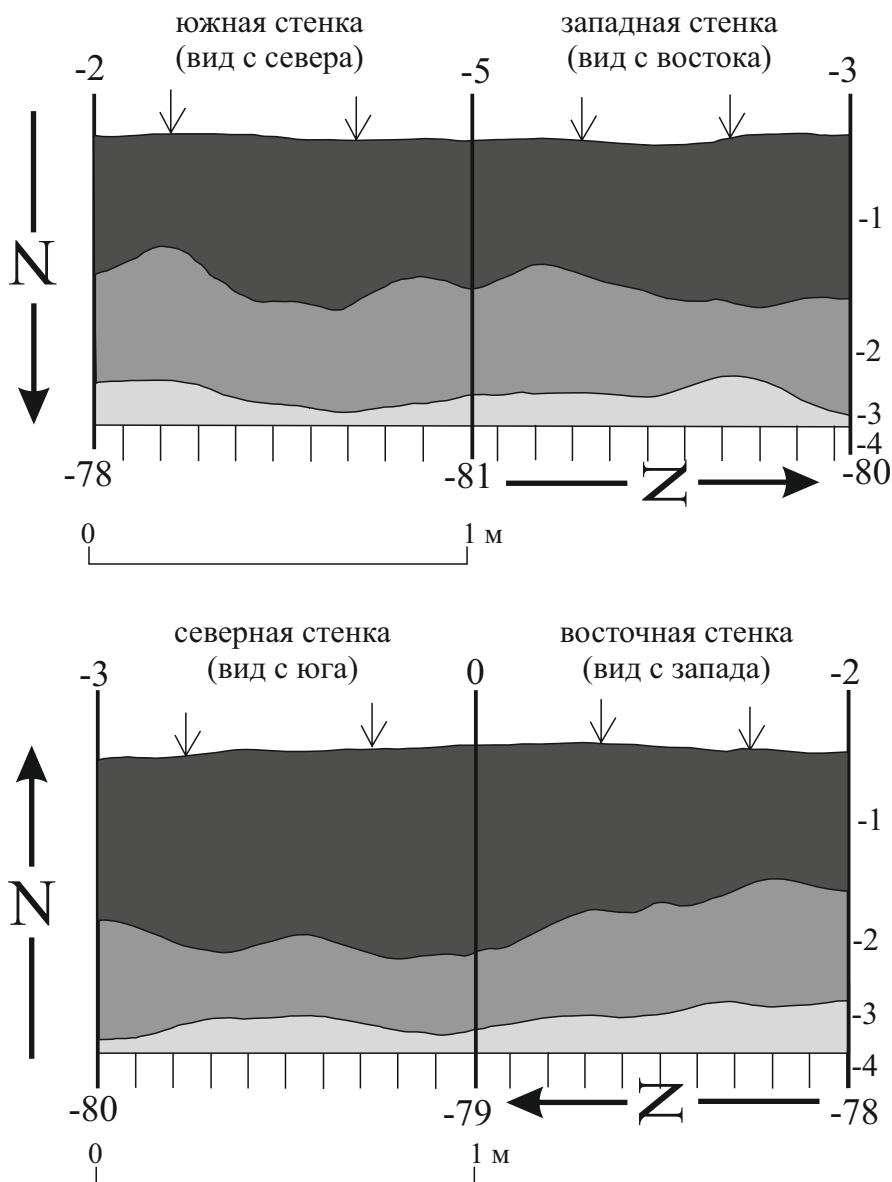 южная стенка
(вид с севера)
западная стенка
(вид с востока)
-2
-5
-3
N
-1
-2
-3
-4
-78
-81
N
-80
0
1 м
северная стенка
(вид с юга)
восточная стенка
(вид с запада)
-3
0
-2
N
-1
-2
-3
-4
-80
-79
N
-78
0
1 м